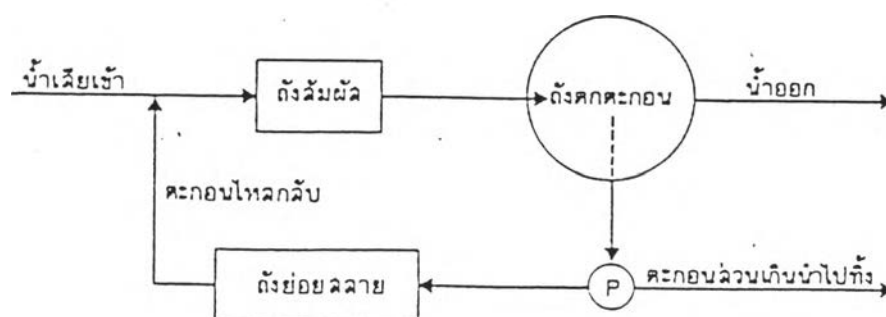 น้ำเสียเข้า
ถังสัมผัส
ถังตกตะกอน
น้ำออก
ตะกอนไหลกลับ
ถังย่อยสลาย
P
ตะกอนส่วนเกินนำไปทิ้ง